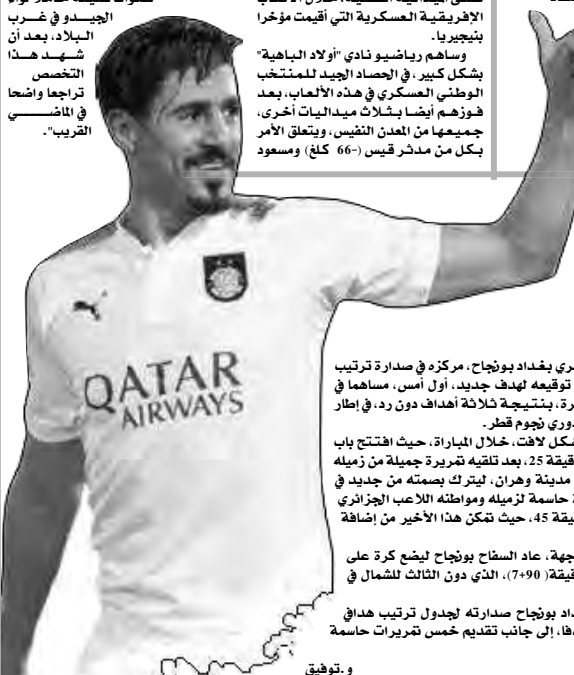 الجيدو في غرب
البلاد، بعد أن
شهد هذا
التخصص
تراجعا واضحا
في الماضي
القريب".
الإفريقية العسكرية التي أقيمت مؤخرا
بنيجيريا.
وساهم رياضيو نادي "أولاد الباهية"
بشكل كبير، في الحصاد الجيد للمنتخب
الوطني العسكري في هذه الألعاب، بعد
فوزهم أيضا بثلاث ميداليات أخرى،
جميعها من المعدن النفيس، ويتعلق الأمر
بكل من مدثر قيس (-66 كلغ) ومسعود
QATAR
AIRWAYS
ري بغداد بونجاح، مركزه في صدارة ترتيب
توقيعه لهدف جديد، أول أمس، مساهما في
رة، بنتيجة ثلاثة أهداف دون رد، في إطار
دوري نجوم قطر.
شكل لافت، خلال المباراة، حيث افتتح باب
قيقة 25، بعد تلقيه تمريرة جميلة من زميله
مدينة وهران، ليترك بصمته من جديد في
ة حاسمة لزميله ومواطنه اللاعب الجزائري
قيقة 45، حيث تمكن هذا الأخير من إضافة
جهة، عاد السفاح بونجاح ليضع كرة على
قيقة (90+7)، الذي دون الثالث للشمال في
داد بونجاح صدارته لجدول ترتيب هدافي
دفا، إلى جانب تقديم خمس تمريرات حاسمة
و.توفيق